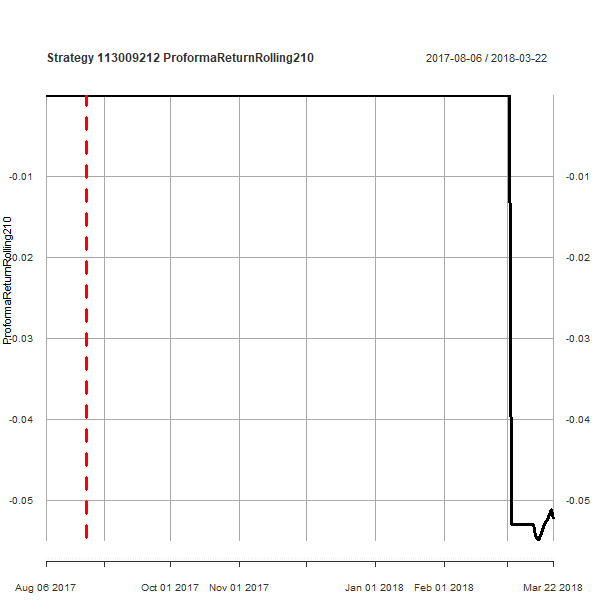 Strategy 113009212 ProformaReturnRolling210
2017-08-06 / 2018-03-22
-0.01
-0.01
-0.02
-0.02
-0.03
-0.03
-0.04
-0.04
-0.05
-0.05
ProformaReturnRolling210
Aug 06 2017
Oct 01 2017
Nov 01 2017
Jan 01 2018
Feb 01 2018
Mar 22 2018